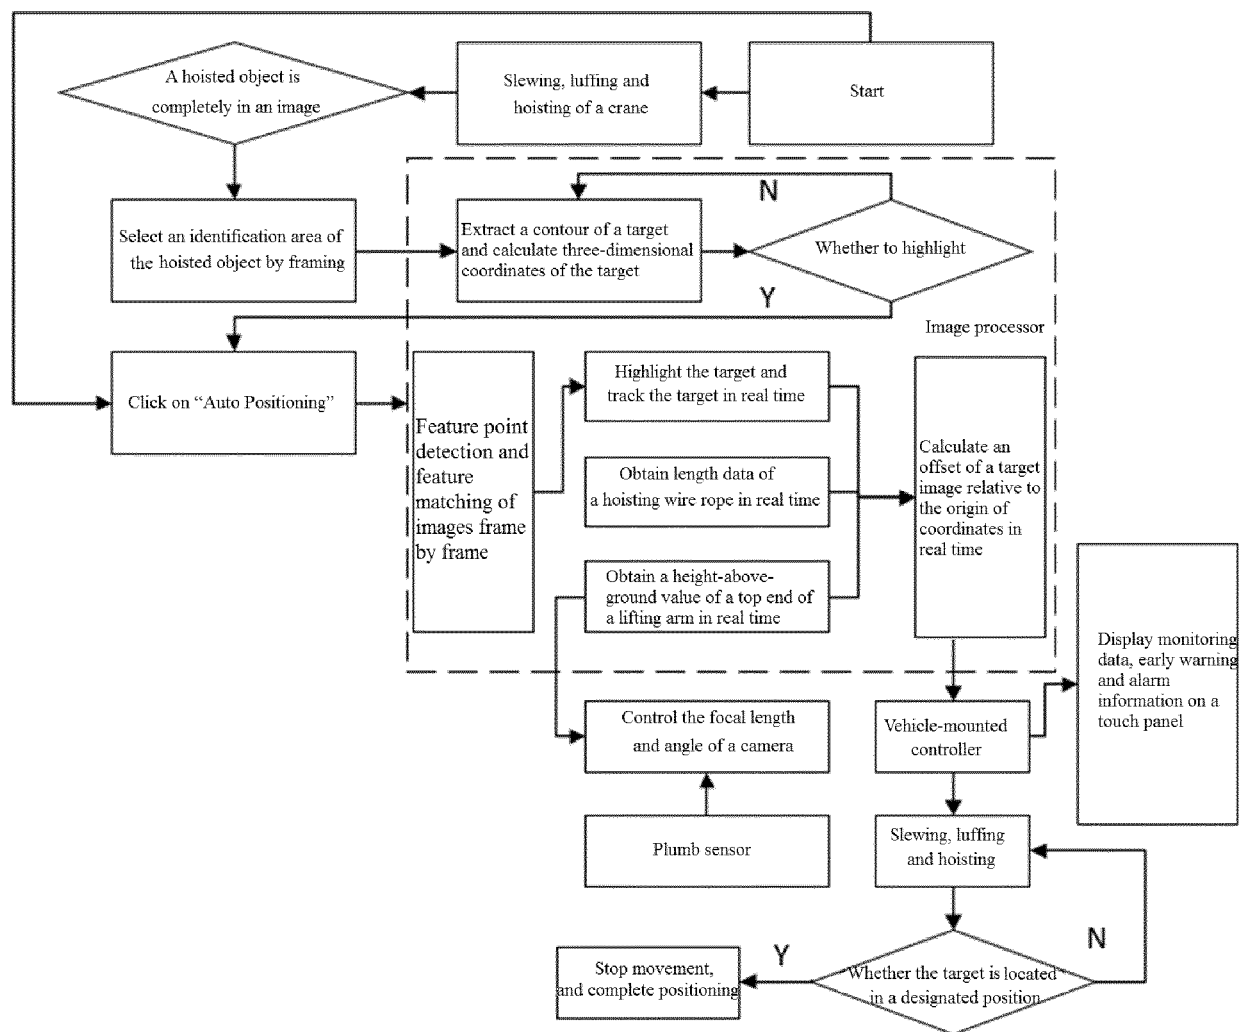 A hoisted object is
completely in an image
Slewing, luffing and
hoisting of a crane
Start
Select an identification area of
the hoisted object by framing
Extract a contour of a target
and calculate three-dimensional
coordinates of the target
N
Whether to highlight
Y
Image processor
Click on “Auto Positioning”
Feature point
detection and
feature
matching of
images frame
by frame
Highlight the target and
track the target in real time
Obtain length data of
a hoisting wire rope in real time
Obtain a height-above-
ground value of a top end of
a lifting arm in real time
Calculate an
offset of a target
image relative to
the origin of
coordinates in
real time
Display monitoring
data, early warning
and alarm
information on a
touch panel
Control the focal length
and angle of a camera
Vehicle-mounted
controller
Plumb sensor
Slewing, luffing
and hoisting
N
Y
Stop movement,
and complete positioning
Whether the target is located
in a designated position